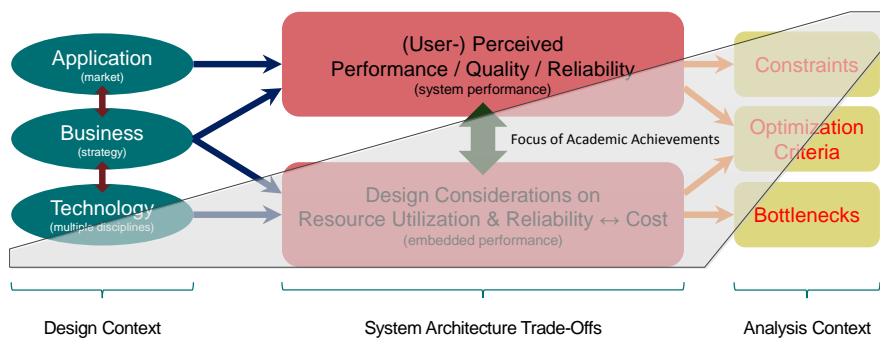 Application
(market)
Business
(strategy)
Technology
(multiple disciplines)
(User-) Perceived
Performance / Quality / Reliability
(system performance)
Focus of Academic Achievements
Design Considerations on
Resource Utilization & Reliability ↔ Cost
(embedded performance)
Constraints
Optimization
Criteria
Bottlenecks
Design Context
System Architecture Trade-Offs
Analysis Context